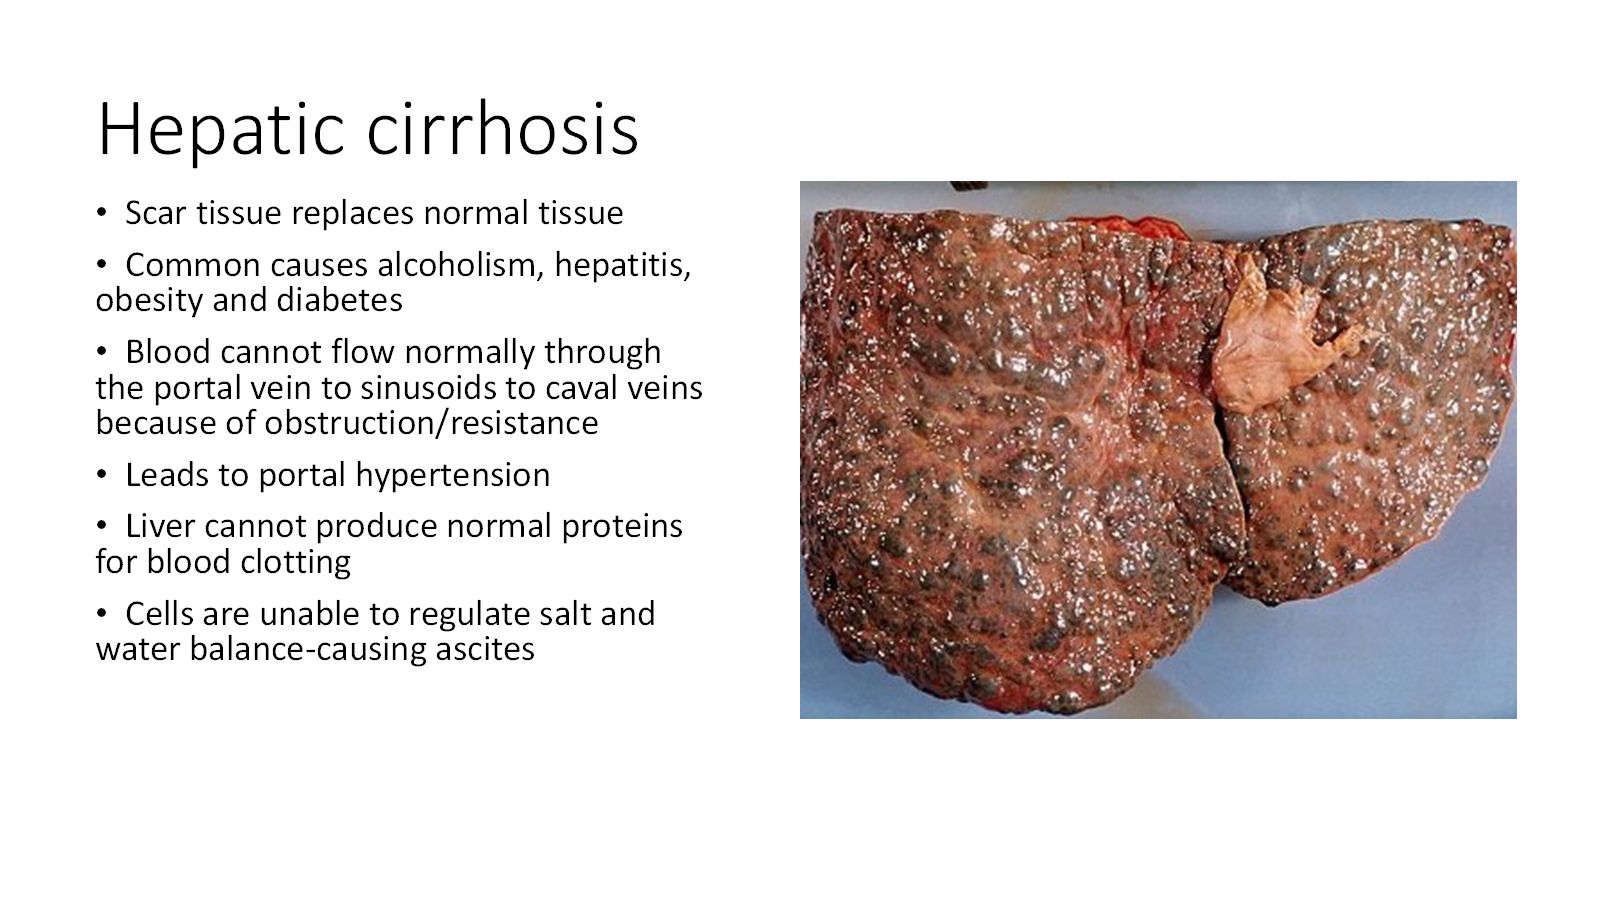 Hepatic cirrhosis
• Scar tissue replaces normal tissue
• Common causes alcoholism, hepatitis,
obesity and diabetes
• Blood cannot flow normally through
the portal vein to sinusoids to caval veins
because of obstruction/resistance
• Leads to portal hypertension
• Liver cannot produce normal proteins
for blood clotting
• Cells are unable to regulate salt and
water balance-causing ascites